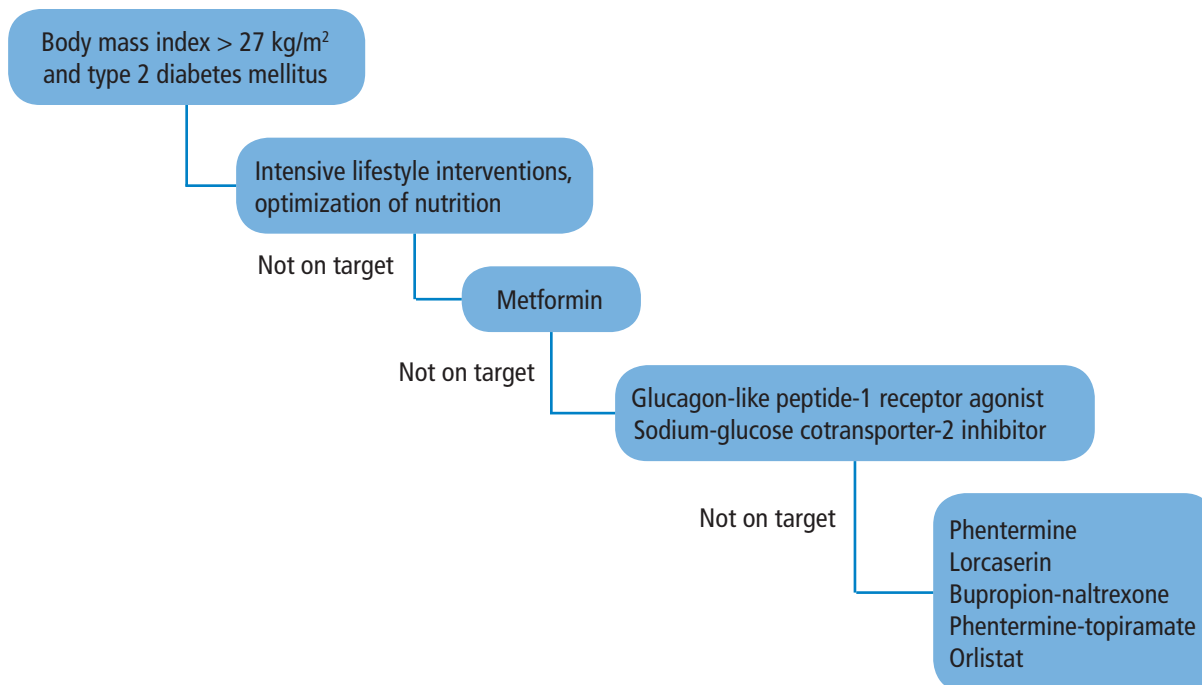 Body mass index > 27 kg/m²
and type 2 diabetes mellitus
Intensive lifestyle interventions,
optimization of nutrition
Not on target
Metformin
Not on target
Glucagon-like peptide-1 receptor agonist
Sodium-glucose cotransporter-2 inhibitor
Not on target
Phentermine
Lorcaserin
Bupropion-naltrexone
Phentermine-topiramate
Orlistat